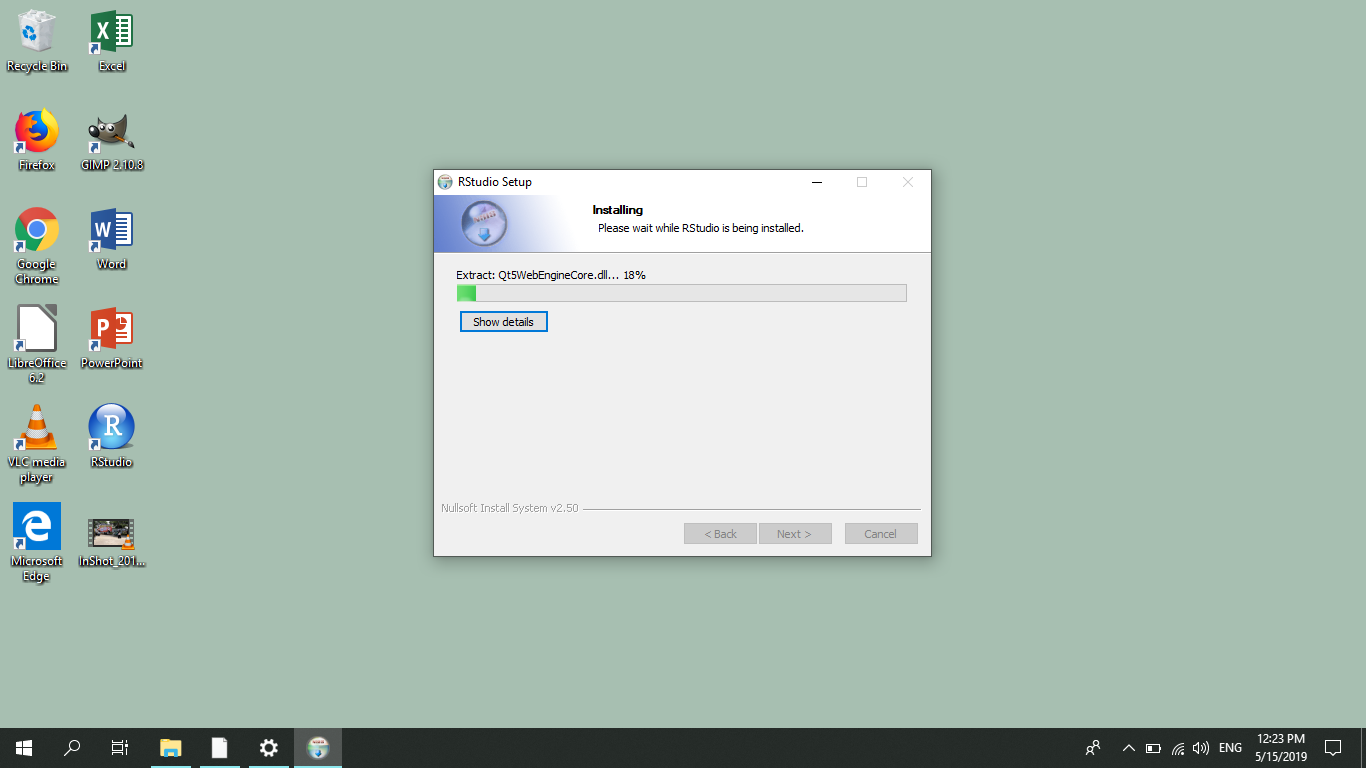 Recycle Bin
Excel
Firefox
GIMP 2.10.8
Google
Chrome
Word
LibreOffice
6.2
PowerPoint
VLC media
player
R
RStudio
Microsoft
Edge
InShot_201...
RStudio Setup
Installing
Please wait while RStudio is being installed.
Extract: Qt5WebEngineCore.dll... 18%
Show details
Nullsoft Install System v2.50
< Back
Next >
Cancel
ENG
12:23 PM
5/15/2019